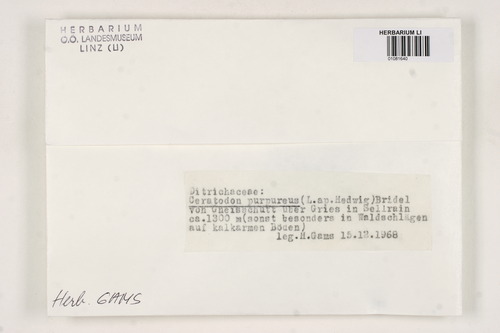 HERBARIUM
O.Ö. LANDESMUSEUM
LINZ (LI)
HERBARIUM LI
01081640
Ditrichaceae:
Ceratodon purpureus(L.ap.Hedwig)Bridel
von über Gries in Sellrain
ca.1300 m(sonst besonders in Waldschlägen
auf kalkarmen Böden)
leg.H.Gams 15.12.1968
Herb. GAMS